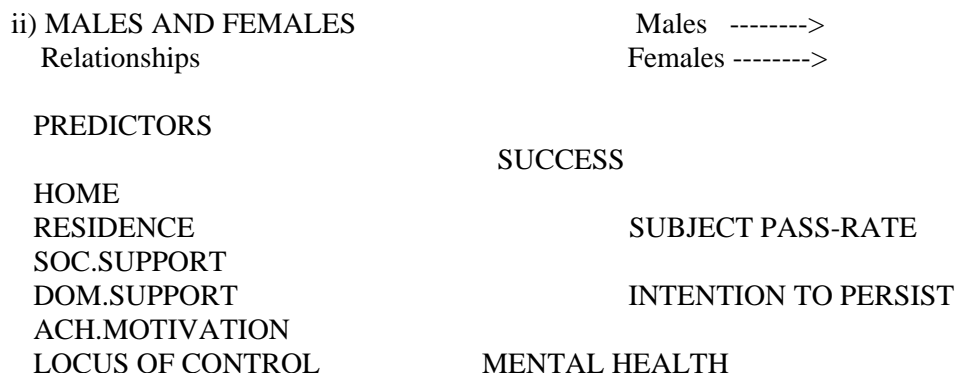 ii) MALES AND FEMALES Males -------->
Relationships Females -------->
PREDICTORS
SUCCESS
HOME
RESIDENCE SUBJECT PASS-RATE
SOC.SUPPORT
DOM.SUPPORT INTENTION TO PERSIST
ACH.MOTIVATION
LOCUS OF CONTROL MENTAL HEALTH